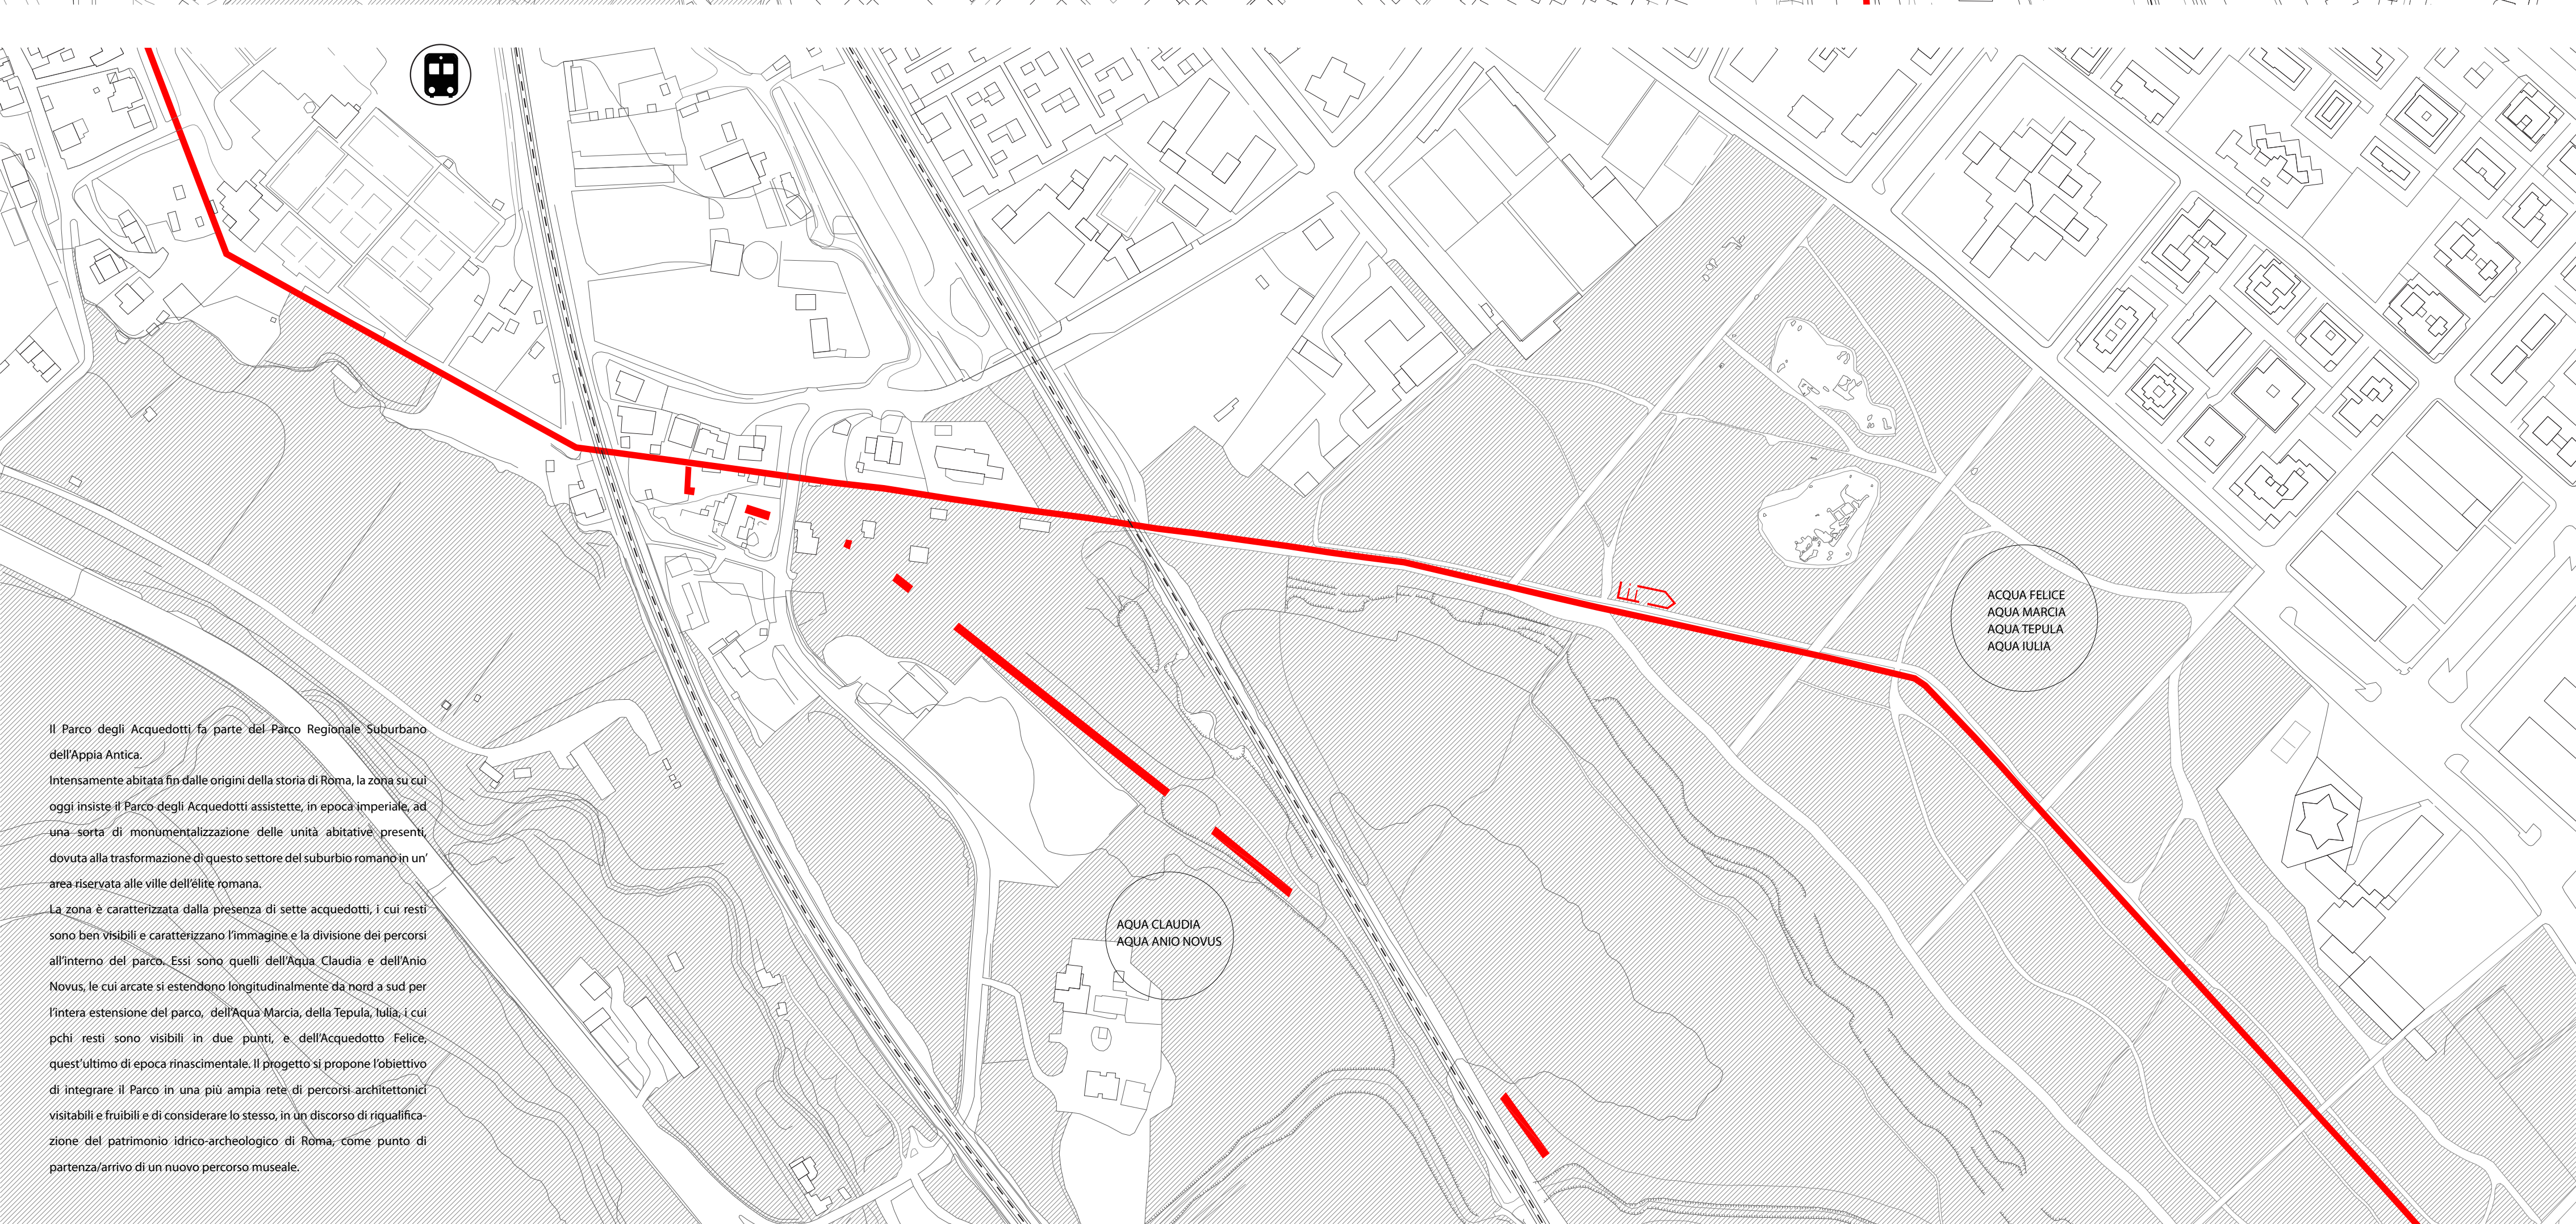 ACQUA FELICE
AQUA MARCIA
AQUA TEPULA
AQUA IULIA
Il Parco degli Acquedotti fa parte del Parco Regionale Suburbano
dell'Appia Antica.
Intensamente abitata fin dalle origini della storia di Roma, la zona su cui
oggi insiste il Parco degli Acquedotti assistette, in epoca imperiale, ad
una sorta di monumentalizzazione delle unità abitative presenti,
dovuta alla trasformazione di questo settore del suburbio romano in un'
area riservata alle ville dell'élite romana.
La zona è caratterizzata dalla presenza di sette acquedotti, i cui resti
sono ben visibili e caratterizzano l'immagine e la divisione dei percorsi
all'interno del parco. Essi sono quelli dell'Aqua Claudia e dell'Anio
Novus, le cui arcate si estendono longitudinalmente da nord a sud per
l'intera estensione del parco, dell'Aqua Marcia, della Tepula, Iulia, i cui
pchi resti sono visibili in due punti, e dell'Acquedotto Felice,
quest'ultimo di epoca rinascimentale. Il progetto si propone l'obiettivo
di integrare il Parco in una più ampia rete di percorsi architettonici
visitabili e fruibili e di considerare lo stesso, in un discorso di riqualifica-
zione del patrimonio idrico-archeologico di Roma, come punto di
partenza/arrivo di un nuovo percorso museale.
AQUA CLAUDIA
AQUA ANIO NOVUS